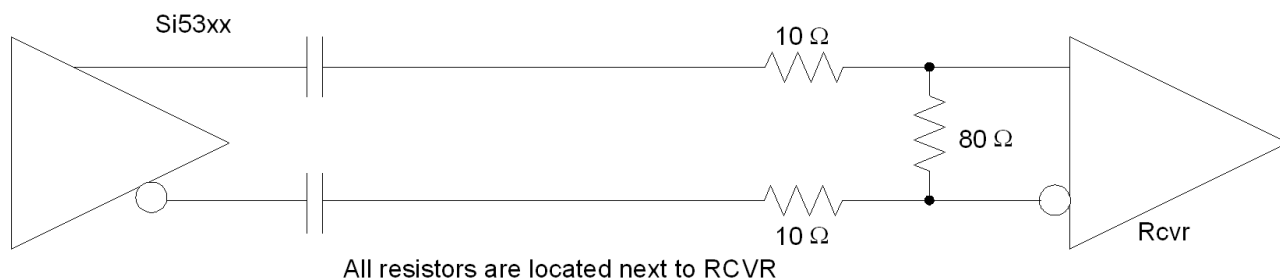 Si53xx
10 Ω
80 Ω
10 Ω
Rcvr
All resistors are located next to RCVR